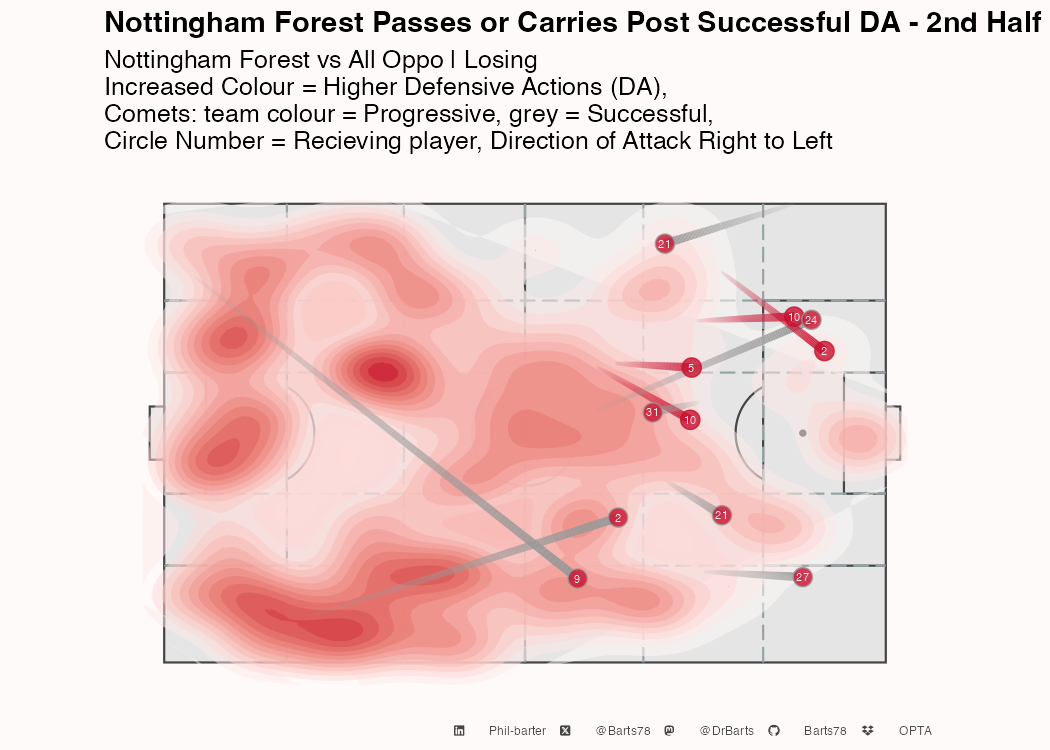 Nottingham Forest Passes or Carries Post Successful DA - 2nd Half
Nottingham Forest vs All Oppo | Losing
Increased Colour = Higher Defensive Actions (DA),
Comets: team colour = Progressive, grey = Successful,
Circle Number = Recieving player, Direction of Attack Right to Left
21
10 24
2
5
31 10
21
2
9
27
Phil-barter @Barts78 @DrBarts Barts78 OPTA